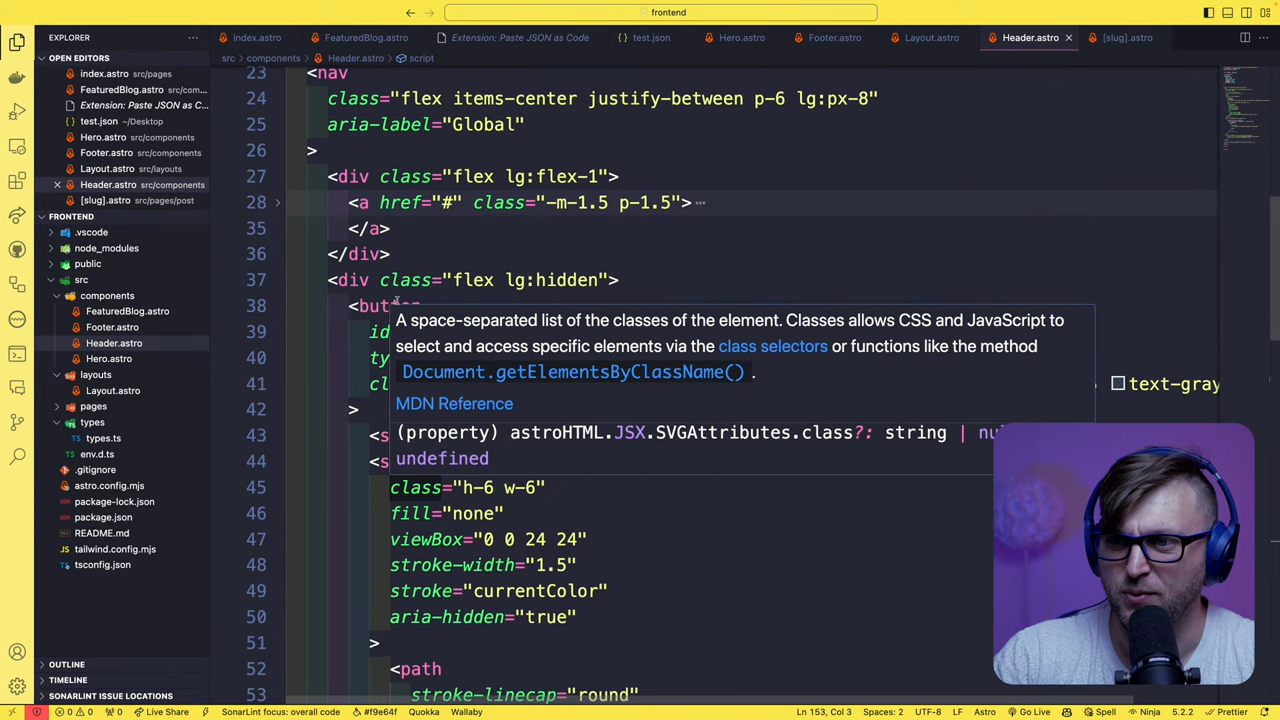 frontend
EXPLORER
index.astro
FeaturedBlog.astro
Extension: Paste JSON as Code
test.json
Hero.astro
Footer.astro
Layout.astro
Header.astro
[slug].astro
src > components > Header.astro > script
OPEN EDITORS
index.astro src/pages
FeaturedBlog.astro src/com...
Extension: Paste JSON as C...
test.json ~/Desktop
Hero.astro src/components
Footer.astro src/components
Layout.astro src/layouts
Header.astro src/components
[slug].astro src/pages/post
FRONTEND
.vscode
node_modules
public
src
components
FeaturedBlog.astro
Footer.astro
Header.astro
Hero.astro
layouts
Layout.astro
pages
types
types.ts
env.d.ts
.gitignore
astro.config.mjs
package-lock.json
package.json
README.md
tailwind.config.mjs
tsconfig.json
OUTLINE
TIMELINE
SONARLINT ISSUE LOCATIONS
23 <nav
24 class="flex items-center justify-between p-6 lg:px-8"
25 aria-label="Global"
26 >
27 <div class="flex lg:flex-1">
28 <a href="#" class="-m-1.5 p-1.5">⋯
35 </a>
36 </div>
37 <div class="flex lg:hidden">
38 <button
39 id
40 ty
41 cl text-gray
42 >
43 <s
44 <s
45 class="h-6 w-6"
46 fill="none"
47 viewBox="0 0 24 24"
48 stroke-width="1.5"
49 stroke="currentColor"
50 aria-hidden="true"
51 >
52 <path
53 stroke-linecap="round"
A space-separated list of the classes of the element. Classes allows CSS and JavaScript to
select and access specific elements via the class selectors or functions like the method
Document.getElementsByClassName() .
MDN Reference
(property) astroHTML.JSX.SVGAttributes.class?: string | nu
undefined
0 0 0 Live Share SonarLint focus: overall code #f9e64f Quokka Wallaby Ln 153, Col 3 Spaces: 2 UTF-8 LF Astro Go Live Spell Ninja 5.2.2 Prettier